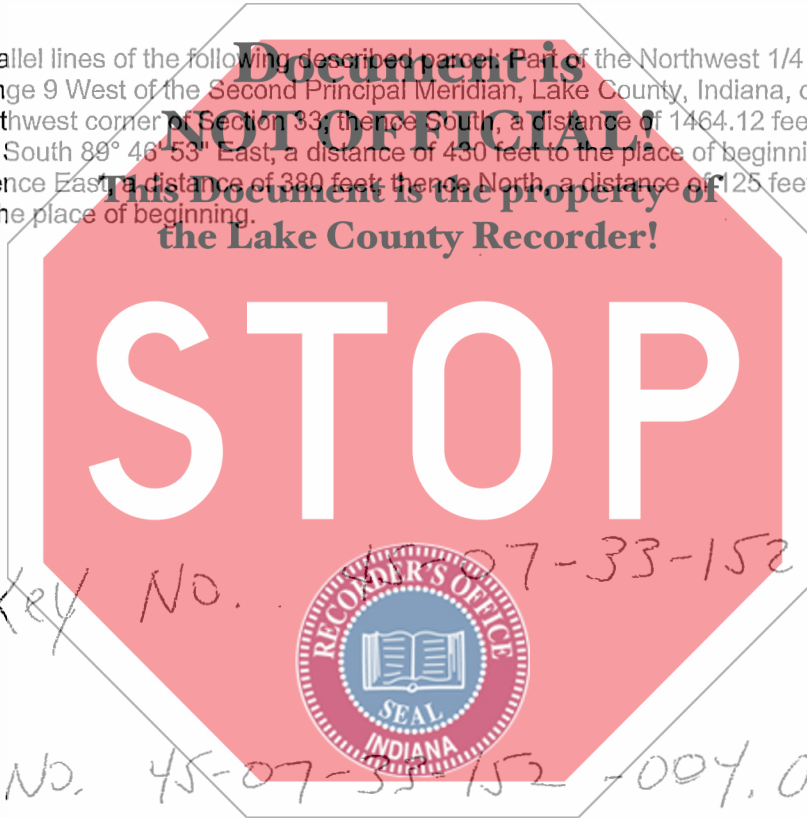 allel lines of the following described parcel: Part of the Northwest 1/4
Document is
nge 9 West of the Second Principal Meridian, Lake County, Indiana, c
NOT OFFICIAL!
thwest corner of Section 33; thence South, a distance of 1464.12 fee
South 89° 46' 53" East, a distance of 430 feet to the place of beginni
ence East, a distance of 380 feet; thence North, a distance of 125 feet
This Document is the property of
he place of beginning.
the Lake County Recorder!
STOP
Key No. 45-07-33-152
RECORDER'S OFFICE
SEAL
INDIANA
No. 45-07-33-152-004.0